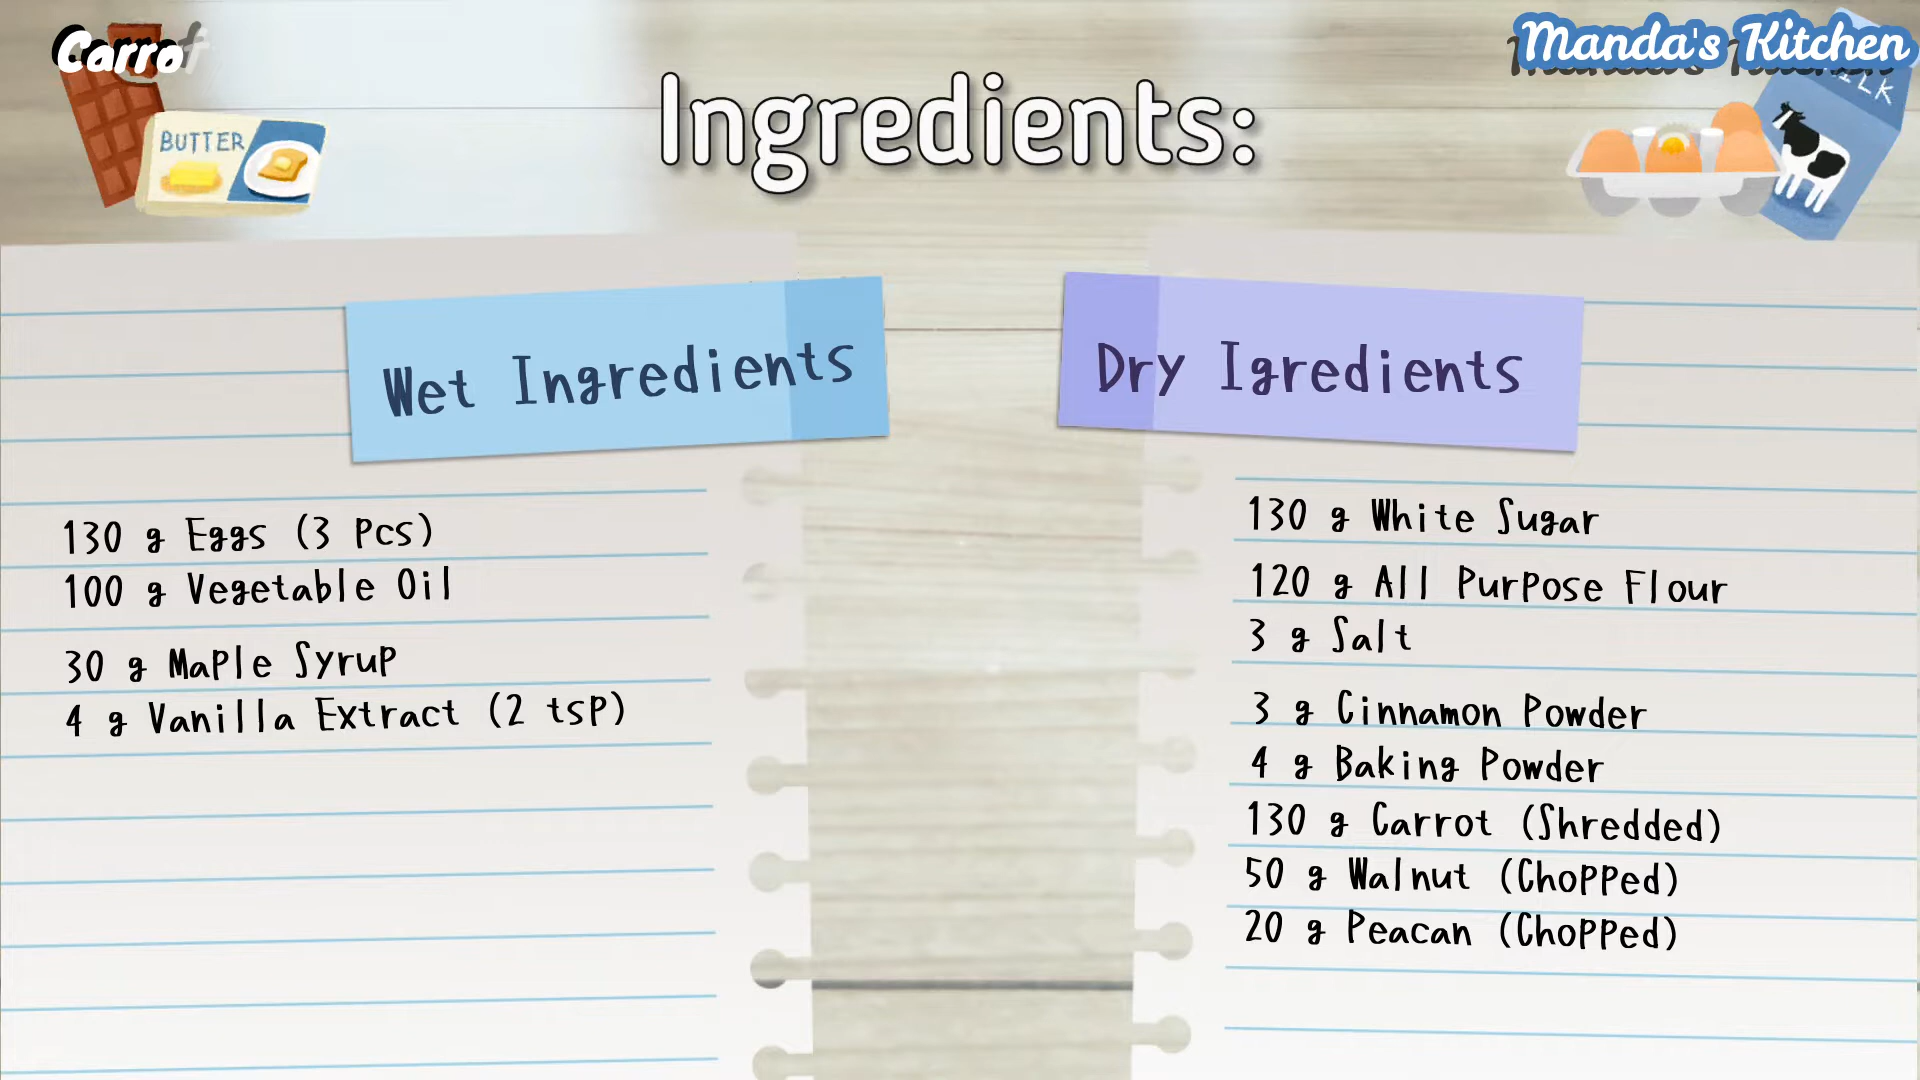 Carrot
Manda's Kitchen
BUTTER
Ingredients:
Wet Ingredients
130 g Eggs (3 pcs)
100 g Vegetable Oil
30 g Maple Syrup
4 g Vanilla Extract (2 tsp)
Dry Igredients
130 g White Sugar
120 g All Purpose Flour
3 g Salt
3 g Cinnamon Powder
4 g Baking Powder
130 g Carrot (Shredded)
50 g Walnut (Chopped)
20 g Peacan (Chopped)